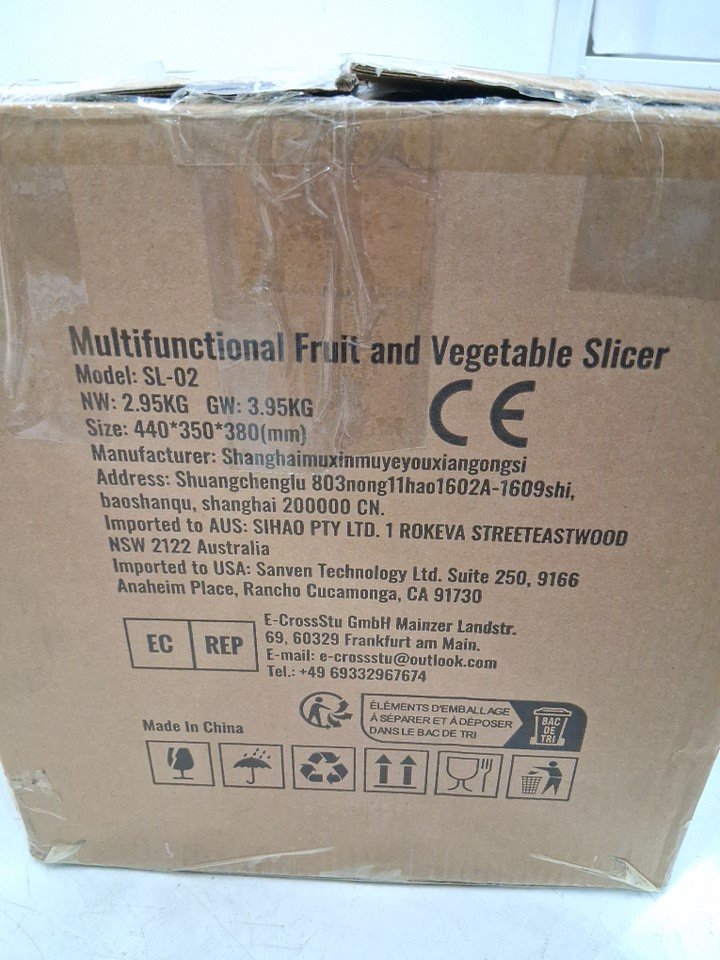 Multifunctional Fruit and Vegetable Slicer
Model: SL-02
NW: 2.95KG GW: 3.95KG
CE
Size: 440*350*380(mm)
Manufacturer: Shanghaimuxinmuyeyouxiangongsi
Address: Shuangchenglu 803nong11hao1602A-1609shi,
baoshanqu, shanghai 200000 CN.
Imported to AUS: SIHAO PTY LTD. 1 ROKEVA STREETEASTWOOD
NSW 2122 Australia
Imported to USA: Sanven Technology Ltd. Suite 250, 9166
Anaheim Place, Rancho Cucamonga, CA 91730
EC REP
E-CrossStu GmbH Mainzer Landstr.
69, 60329 Frankfurt am Main.
E-mail: e-crossstu@outlook.com
Tel.: +49 69332967674
ÉLÉMENTS D'EMBALLAGE
À SÉPARER ET À DÉPOSER
DANS LE BAC DE TRI
BAC
DE
TRI
Made In China